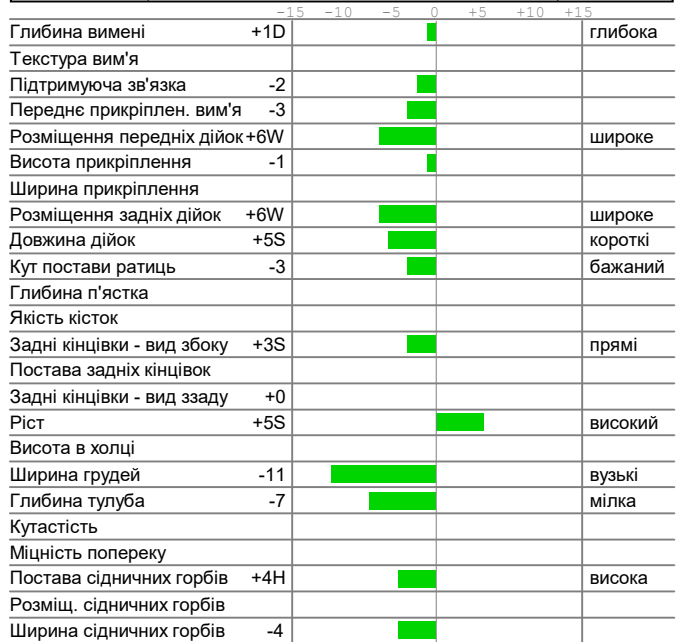 -15 -10 -5 0 +5 +10 +15
Глибина вимені +1D глибока
Текстура вим'я
Підтримуюча зв'язка -2
Переднє прикріплен. вим'я -3
Розміщення передніх дійок +6W широке
Висота прикріплення -1
Ширина прикріплення
Розміщення задніх дійок +6W широке
Довжина дійок +5S короткі
Кут постави ратиць -3 бажаний
Глибина п'ястка
Якість кісток
Задні кінцівки - вид збоку +3S прямі
Постава задніх кінцівок
Задні кінцівки - вид ззаду +0
Ріст +5S високий
Висота в холці
Ширина грудей -11 вузькі
Глибина тулуба -7 мілка
Кутастість
Міцність попереку
Постава сідничних горбів +4H висока
Розміщ. сідничних горбів
Ширина сідничних горбів -4